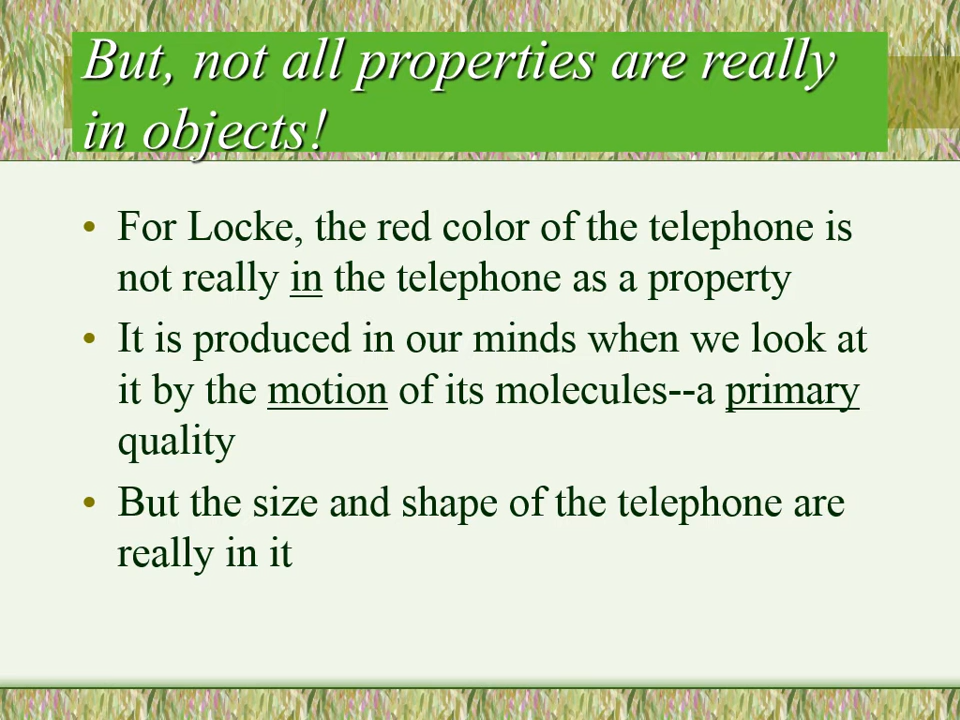 But, not all properties are really
in objects!
• For Locke, the red color of the telephone is
not really in the telephone as a property
• It is produced in our minds when we look at
it by the motion of its molecules--a primary
quality
• But the size and shape of the telephone are
really in it